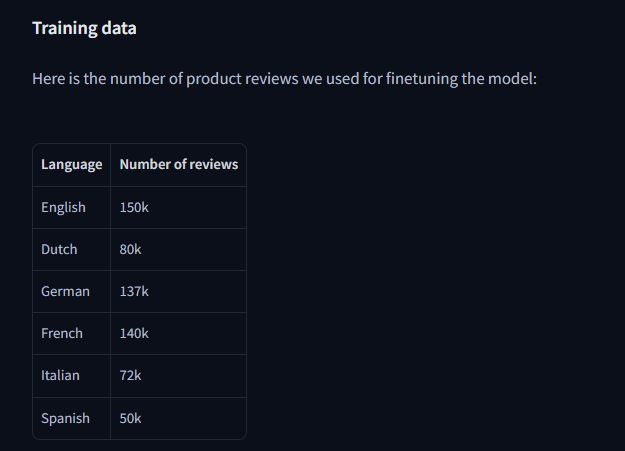 Training data
Here is the number of product reviews we used for finetuning the model:
Language Number of reviews
English 150k
Dutch 80k
German 137k
French 140k
Italian 72k
Spanish 50k